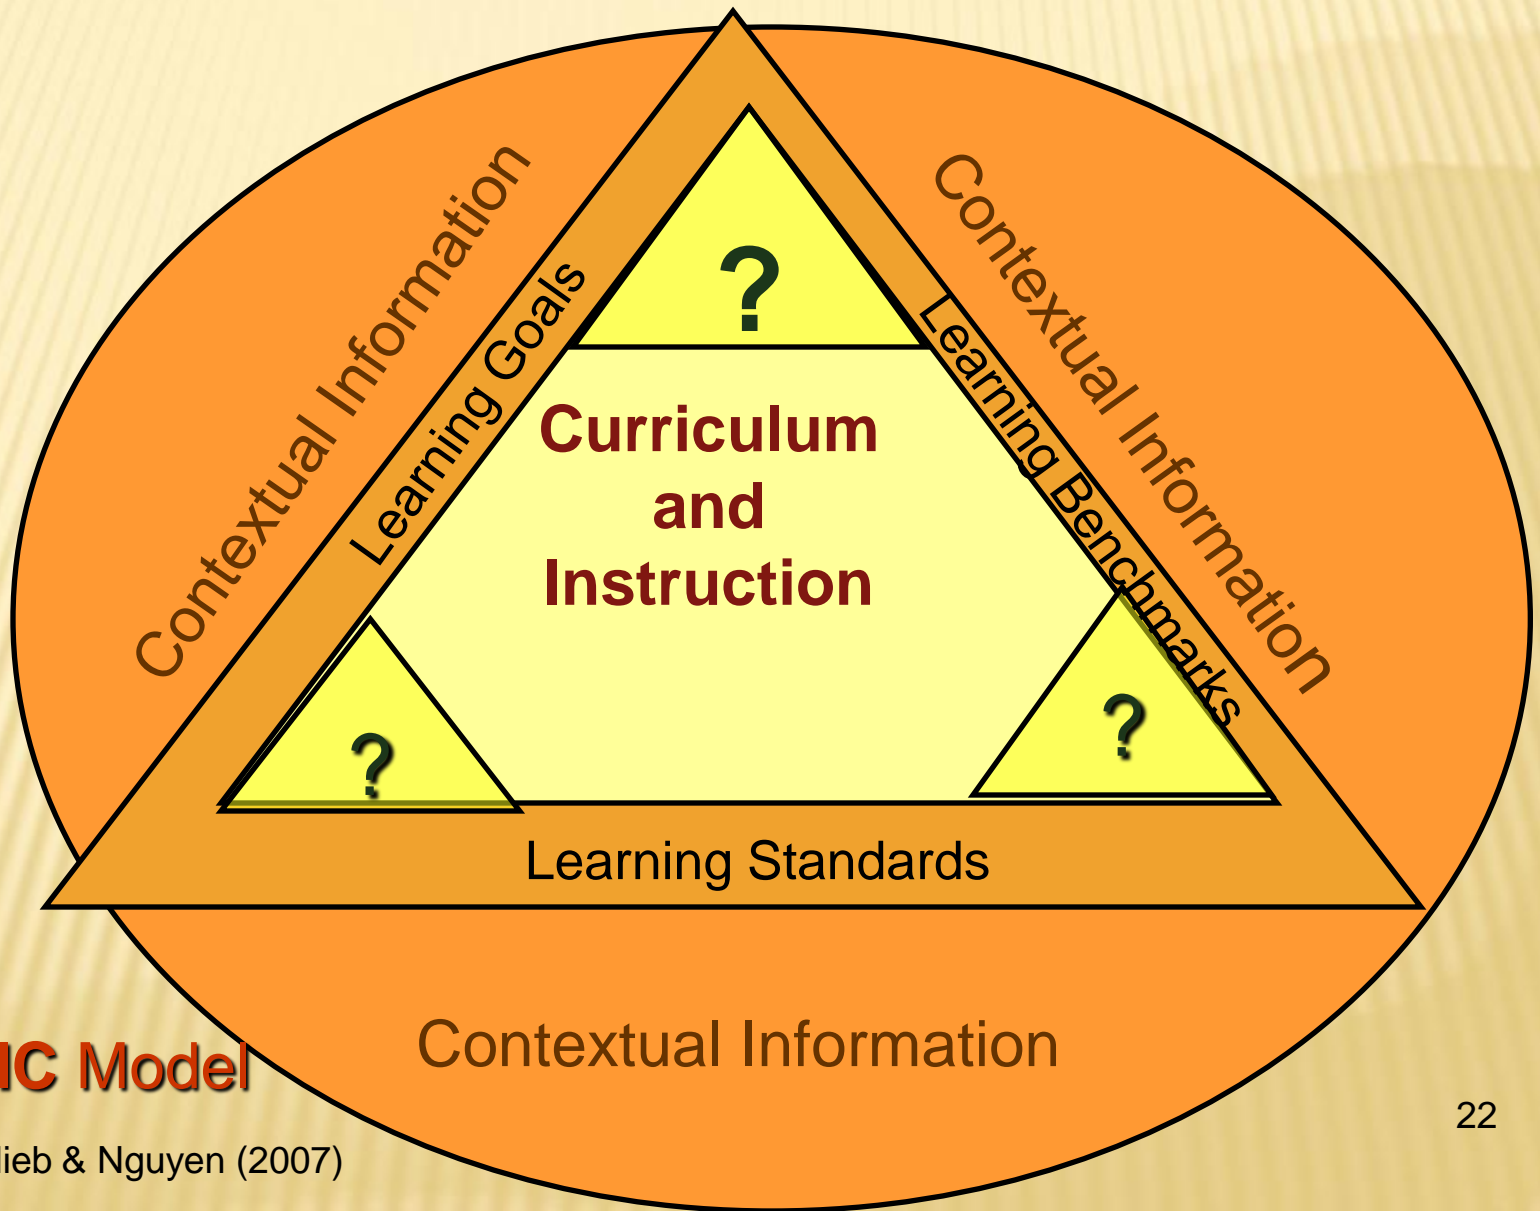 Contextual Information
Contextual Information
Learning Goals
Learning Benchmarks
?
Curriculum
and
Instruction
?
?
Learning Standards
Contextual Information
IC Model
22
lieb & Nguyen (2007)